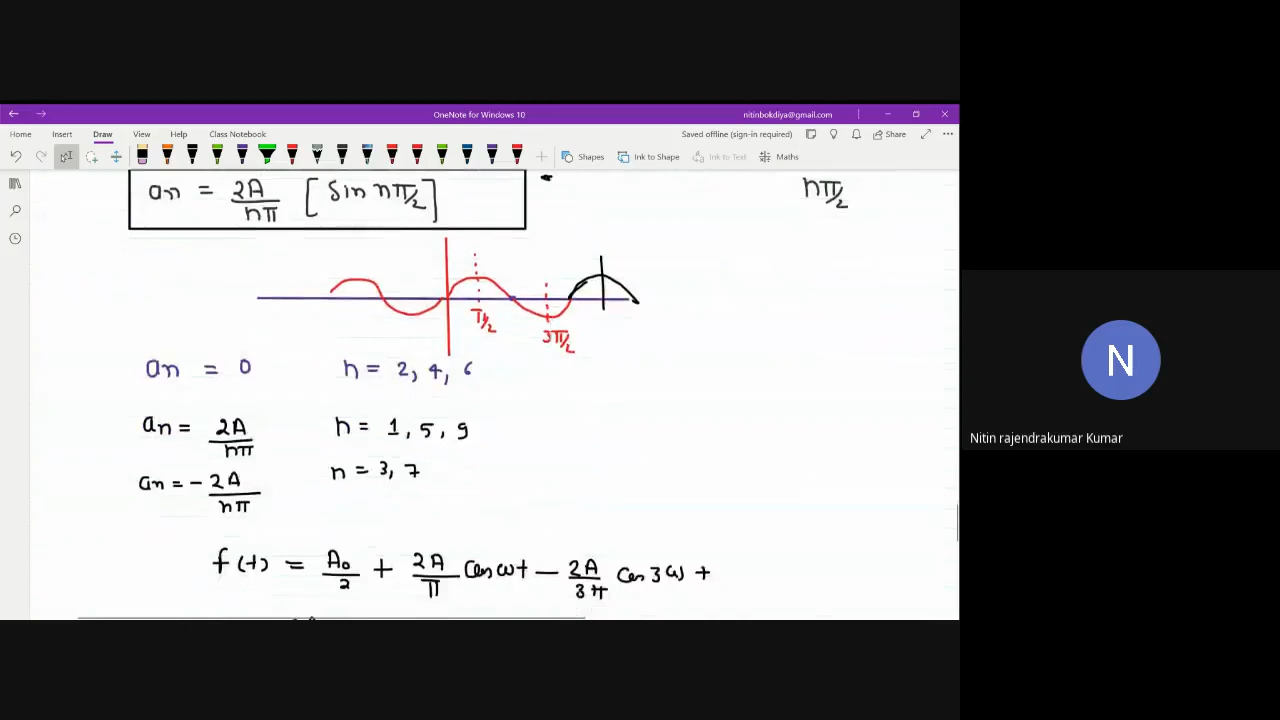 OneNote for Windows 10
nitinbokdiya@gmail.com
Home Insert Draw View Help Class Notebook
Saved offline (sign-in required) Share
Shapes Ink to Shape Ink to Text Maths
an = 2A/nπ [ Sin nπ/2 ]
nπ/2
π/2
3π/2
an = 0 n = 2, 4, 6
an = 2A/nπ n = 1, 5, 9
an = - 2A/nπ n = 3, 7
f(t) = A0/2 + 2A/π cos ωt - 2A/3π cos 3ω +
N
Nitin rajendrakumar Kumar